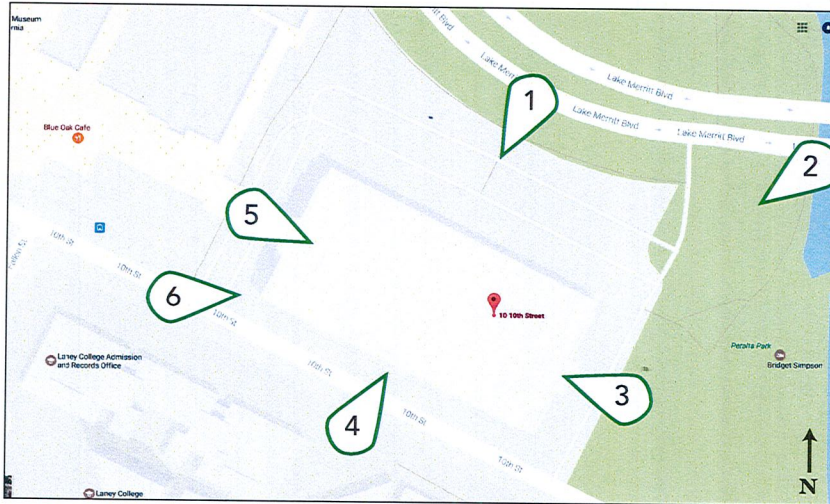 Museum
rnia
Blvd
Lake Merritt Blvd
Lake Merritt Blvd
Lake Merritt Blvd
1
Lake Merritt Blvd
Blue Oak Cafe
2
5
10th St
10th St
6
10th St
10 10th Street
Laney College Admission
and Records Office
10th St
Peralta Park
Bridget Simpson
3
4
10th St
10th St
N
Laney College